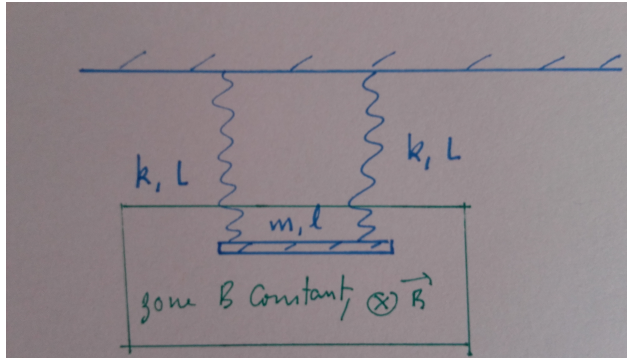 k, L
k, L
m, l
zone B Constant, ⊗ B⃗